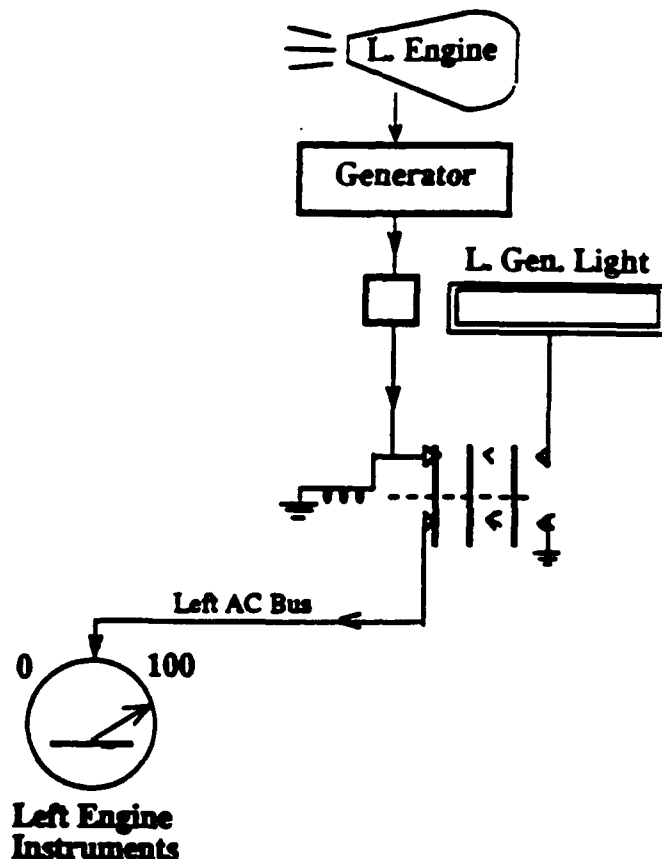 L. Engine
Generator
L. Gen. Light
Left AC Bus
0 100
Left Engine
Instruments